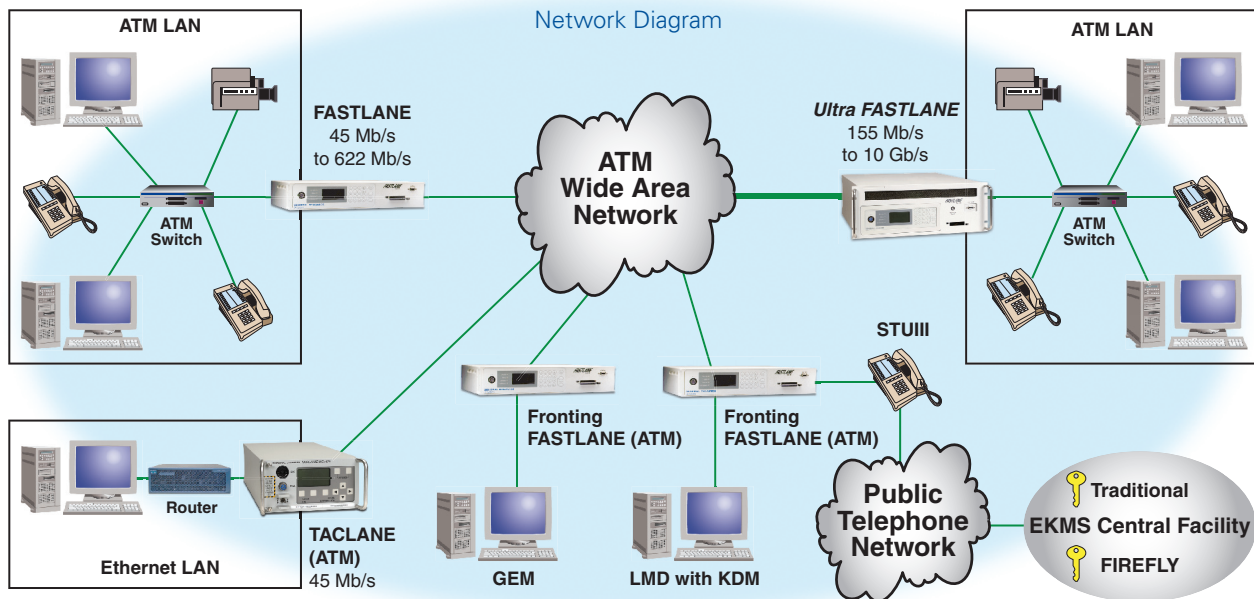 Network Diagram
ATM LAN
ATM
Switch
FASTLANE
45 Mb/s
to 622 Mb/s
ATM
Wide Area
Network
Ultra FASTLANE
155 Mb/s
to 10 Gb/s
ATM LAN
ATM
Switch
STUIII
Fronting
FASTLANE (ATM)
Fronting
FASTLANE (ATM)
Router
Ethernet LAN
TACLANE
(ATM)
45 Mb/s
GEM
LMD with KDM
Public
Telephone
Network
Traditional
EKMS Central Facility
FIREFLY